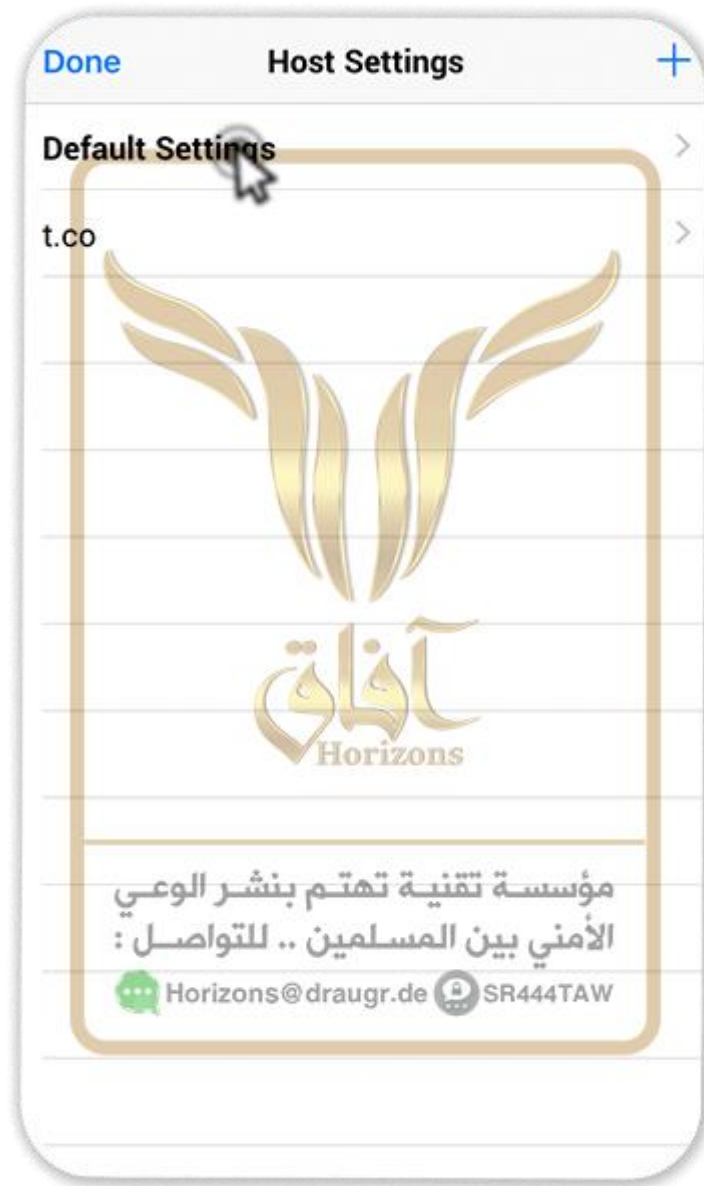 Done Host Settings +
Default Settings
t.co
آفاق
Horizons
مؤسسة تقنية تهتم بنشر الوعي
الأمني بين المسلمين .. للتواصل :
Horizons@draugr.de SR444TAW